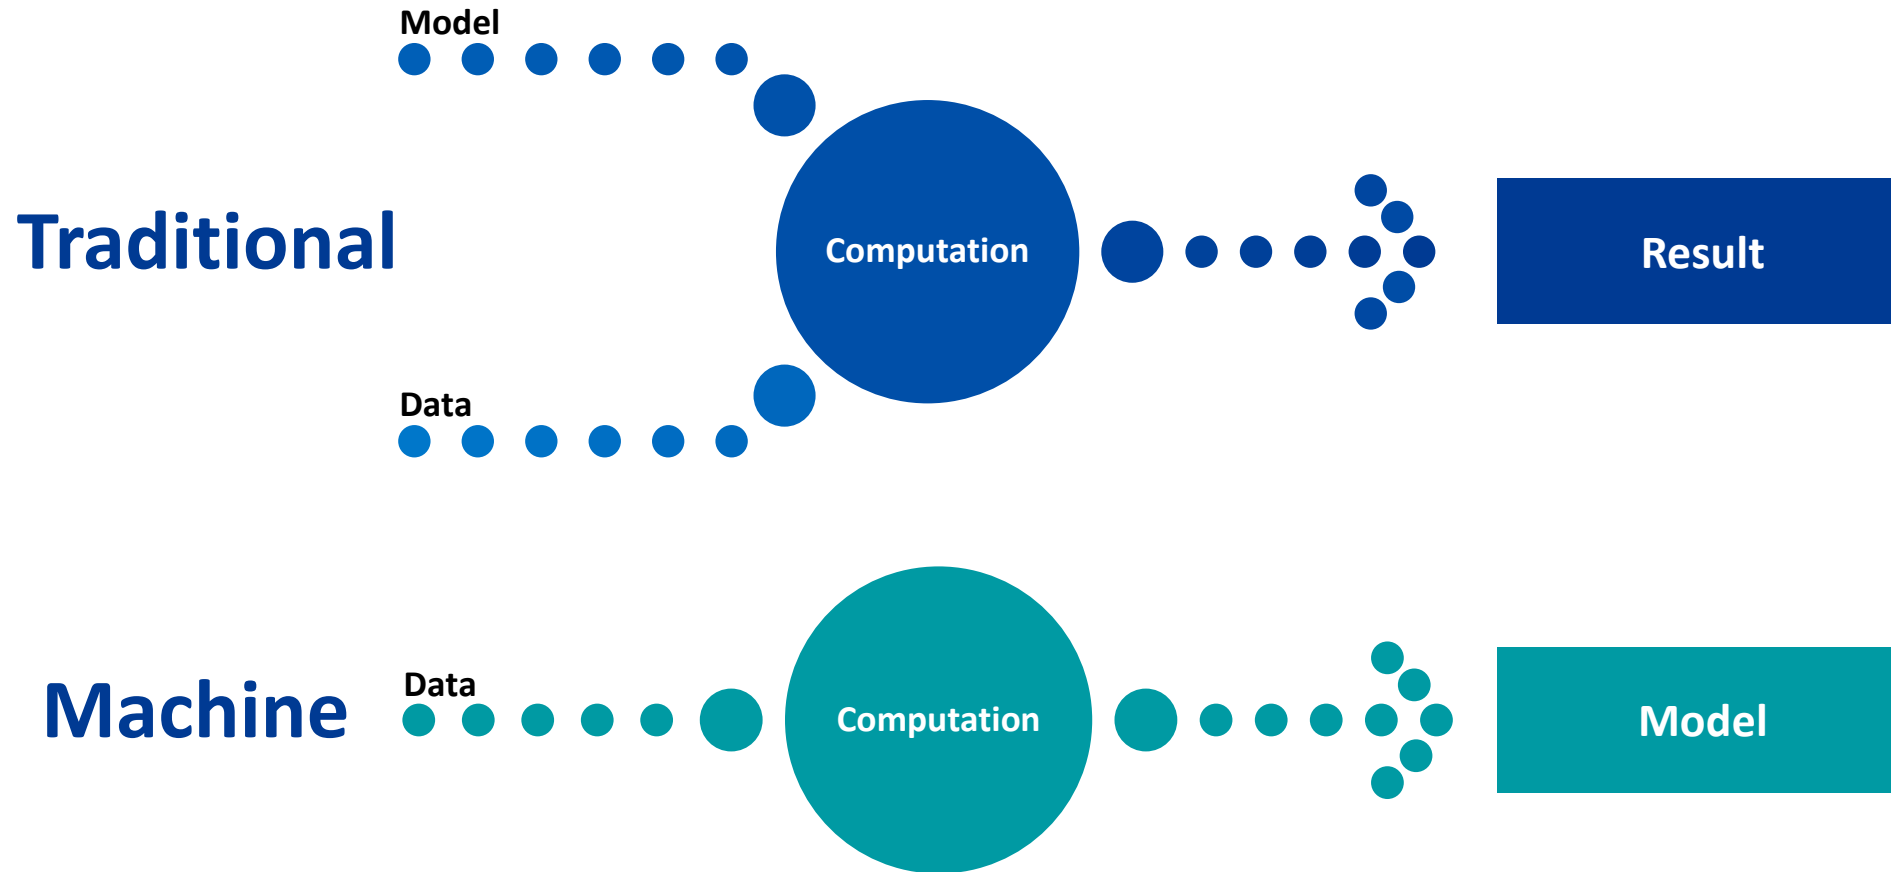 Model
Traditional
Computation
Result
Data
Machine
Data
Computation
Model